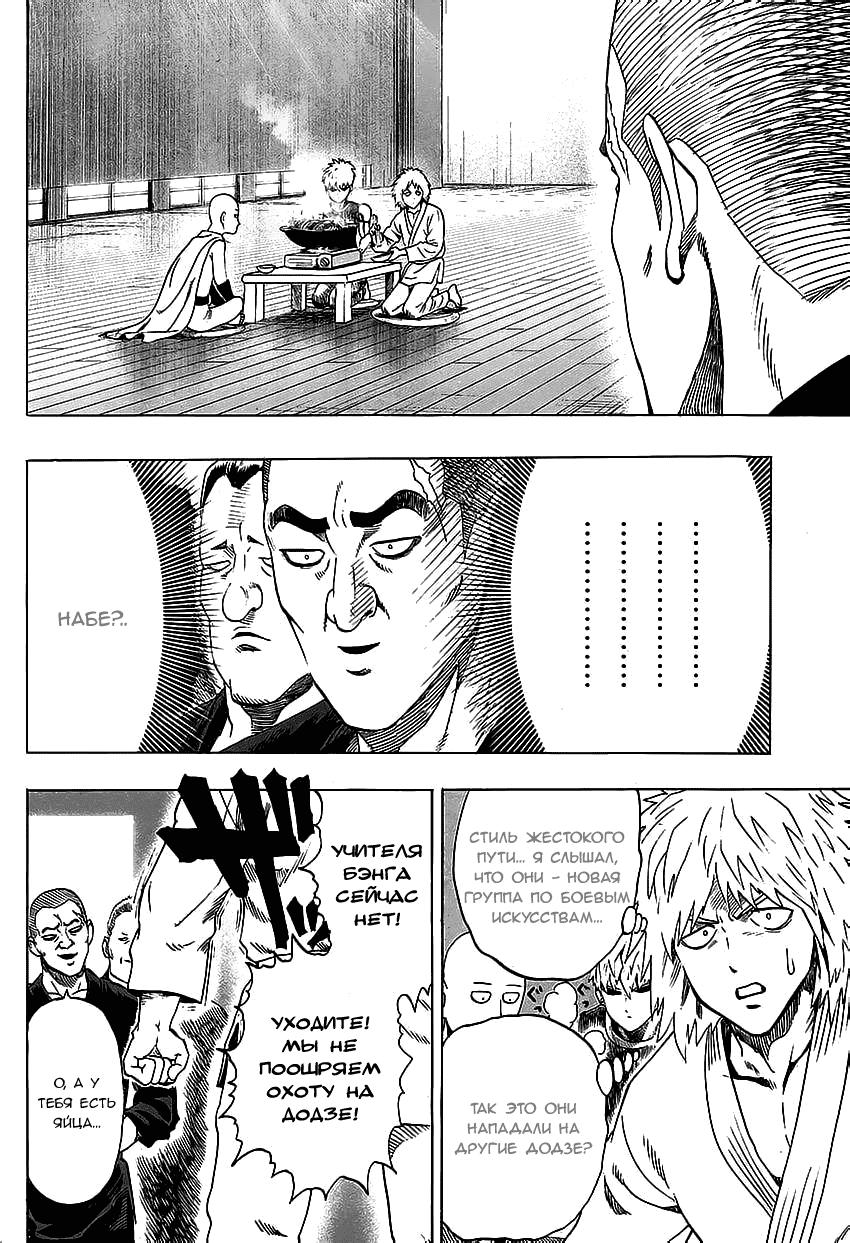 НАБЕ?..
СТИЛЬ ЖЕСТОКОГО
ПУТИ... Я СЛЫШАЛ,
ЧТО ОНИ - НОВАЯ
ГРУППА ПО БОЕВЫМ
ИСКУССТВАМ...
ТАК ЭТО ОНИ
НАПАДАЛИ НА
ДРУГИЕ ДОДЗЕ?
УЧИТЕЛЯ
БЭНГА
СЕЙЧАС
НЕТ!
УХОДИТЕ!
МЫ НЕ
ПООЩРЯЕМ
ОХОТУ НА
ДОДЗЕ!
О, А У
ТЕБЯ ЕСТЬ
ЯЙЦА...